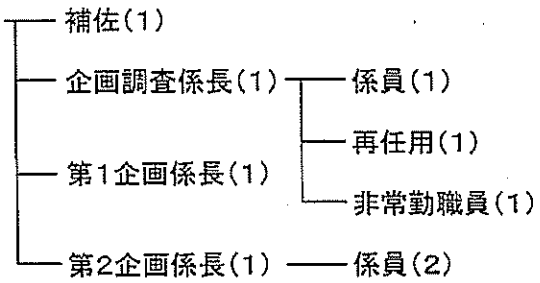 補佐(1)
企画調査係長(1) 係員(1)
再任用(1)
第1企画係長(1)
非常勤職員(1)
第2企画係長(1) 係員(2)